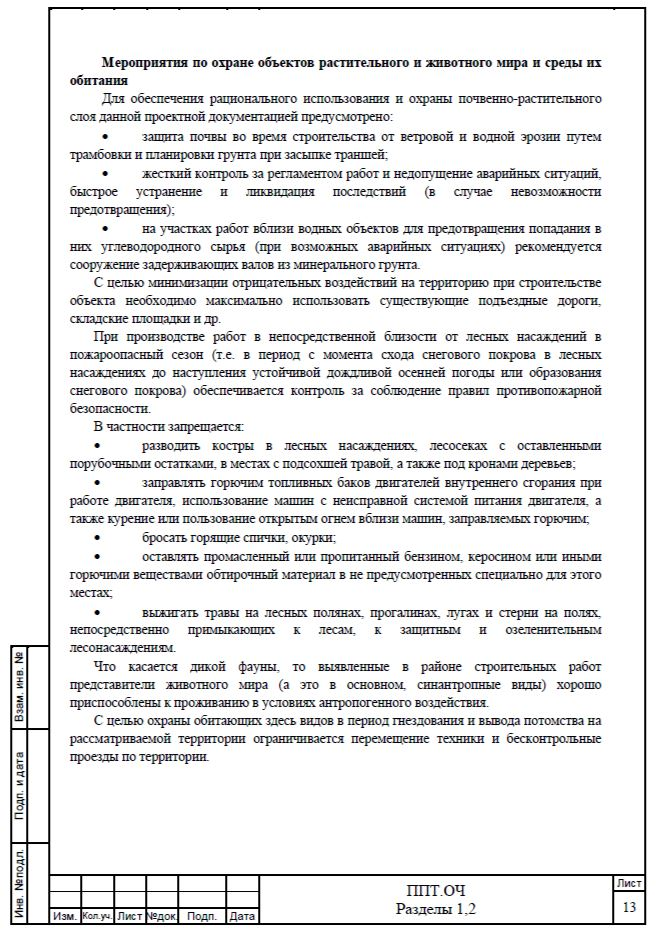 Мероприятия по охране объектов растительного и животного мира и среды их
обитания
Для обеспечения рационального использования и охраны почвенно-растительного
слоя данной проектной документацией предусмотрено:
• защита почвы во время строительства от ветровой и водной эрозии путем
трамбовки и планировки грунта при засыпке траншей;
• жесткий контроль за регламентом работ и недопущение аварийных ситуаций,
быстрое устранение и ликвидация последствий (в случае невозможности
предотвращения);
• на участках работ вблизи водных объектов для предотвращения попадания в
них углеводородного сырья (при возможных аварийных ситуациях) рекомендуется
сооружение задерживающих валов из минерального грунта.
С целью минимизации отрицательных воздействий на территорию при строительстве
объекта необходимо максимально использовать существующие подъездные дороги,
складские площадки и др.
При производстве работ в непосредственной близости от лесных насаждений в
пожароопасный сезон (т.е. в период с момента схода снегового покрова в лесных
насаждениях до наступления устойчивой дождливой осенней погоды или образования
снегового покрова) обеспечивается контроль за соблюдение правил противопожарной
безопасности.
В частности запрещается:
• разводить костры в лесных насаждениях, лесосеках с оставленными
порубочными остатками, в местах с подсохшей травой, а также под кронами деревьев;
• заправлять горючим топливных баков двигателей внутреннего сгорания при
работе двигателя, использование машин с неисправной системой питания двигателя, а
также курение или пользование открытым огнем вблизи машин, заправляемых горючим;
• бросать горящие спички, окурки;
• оставлять промасленный или пропитанный бензином, керосином или иными
горючими веществами обтирочный материал в не предусмотренных специально для этого
местах;
• выжигать травы на лесных полянах, прогалинах, лугах и стерни на полях,
непосредственно примыкающих к лесам, к защитным и озеленительным
лесонасаждениям.
Что касается дикой фауны, то выявленные в районе строительных работ
представители животного мира (а это в основном, синантропные виды) хорошо
приспособлены к проживанию в условиях антропогенного воздействия.
С целью охраны обитающих здесь видов в период гнездования и вывода потомства на
рассматриваемой территории ограничивается перемещение техники и бесконтрольные
проезды по территории.
Взам. инв. №
Подп. и дата
Инв. №подл.
Изм. Кол.уч. Лист №док. Подп. Дата
ППТ.ОЧ
Разделы 1,2
Лист
13